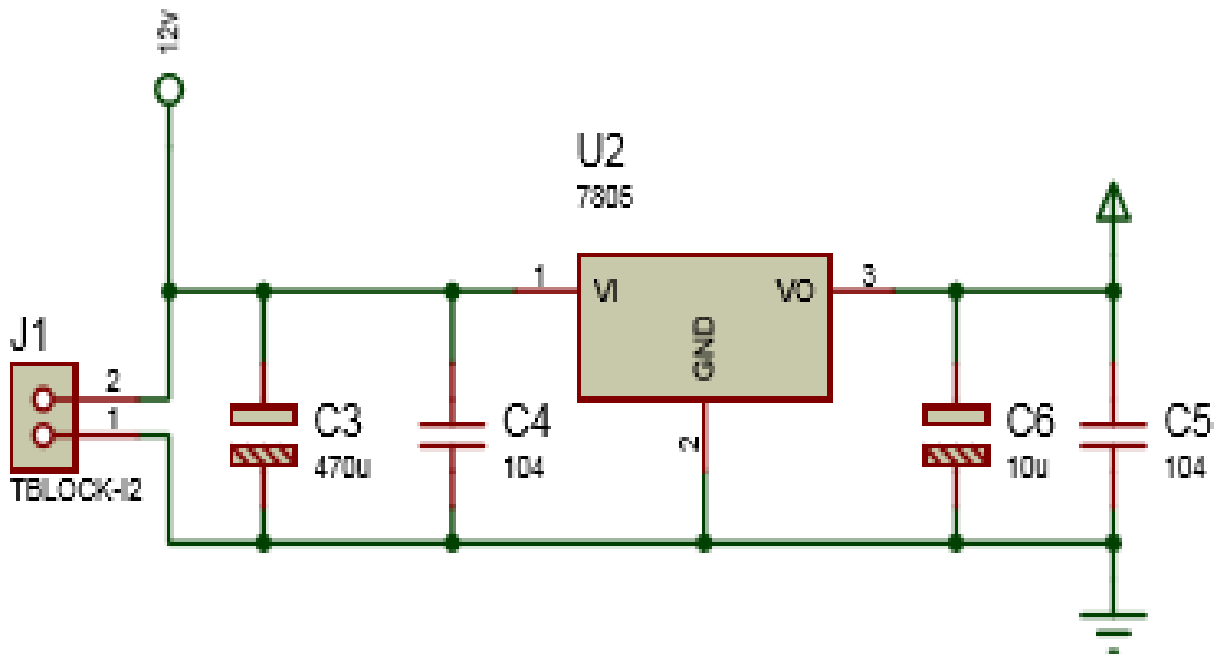 12v
U2
7805
1
VI
VO
3
GND
2
J1
2
1
TBLOCK-I2
C3
470u
C4
104
C6
10u
C5
104